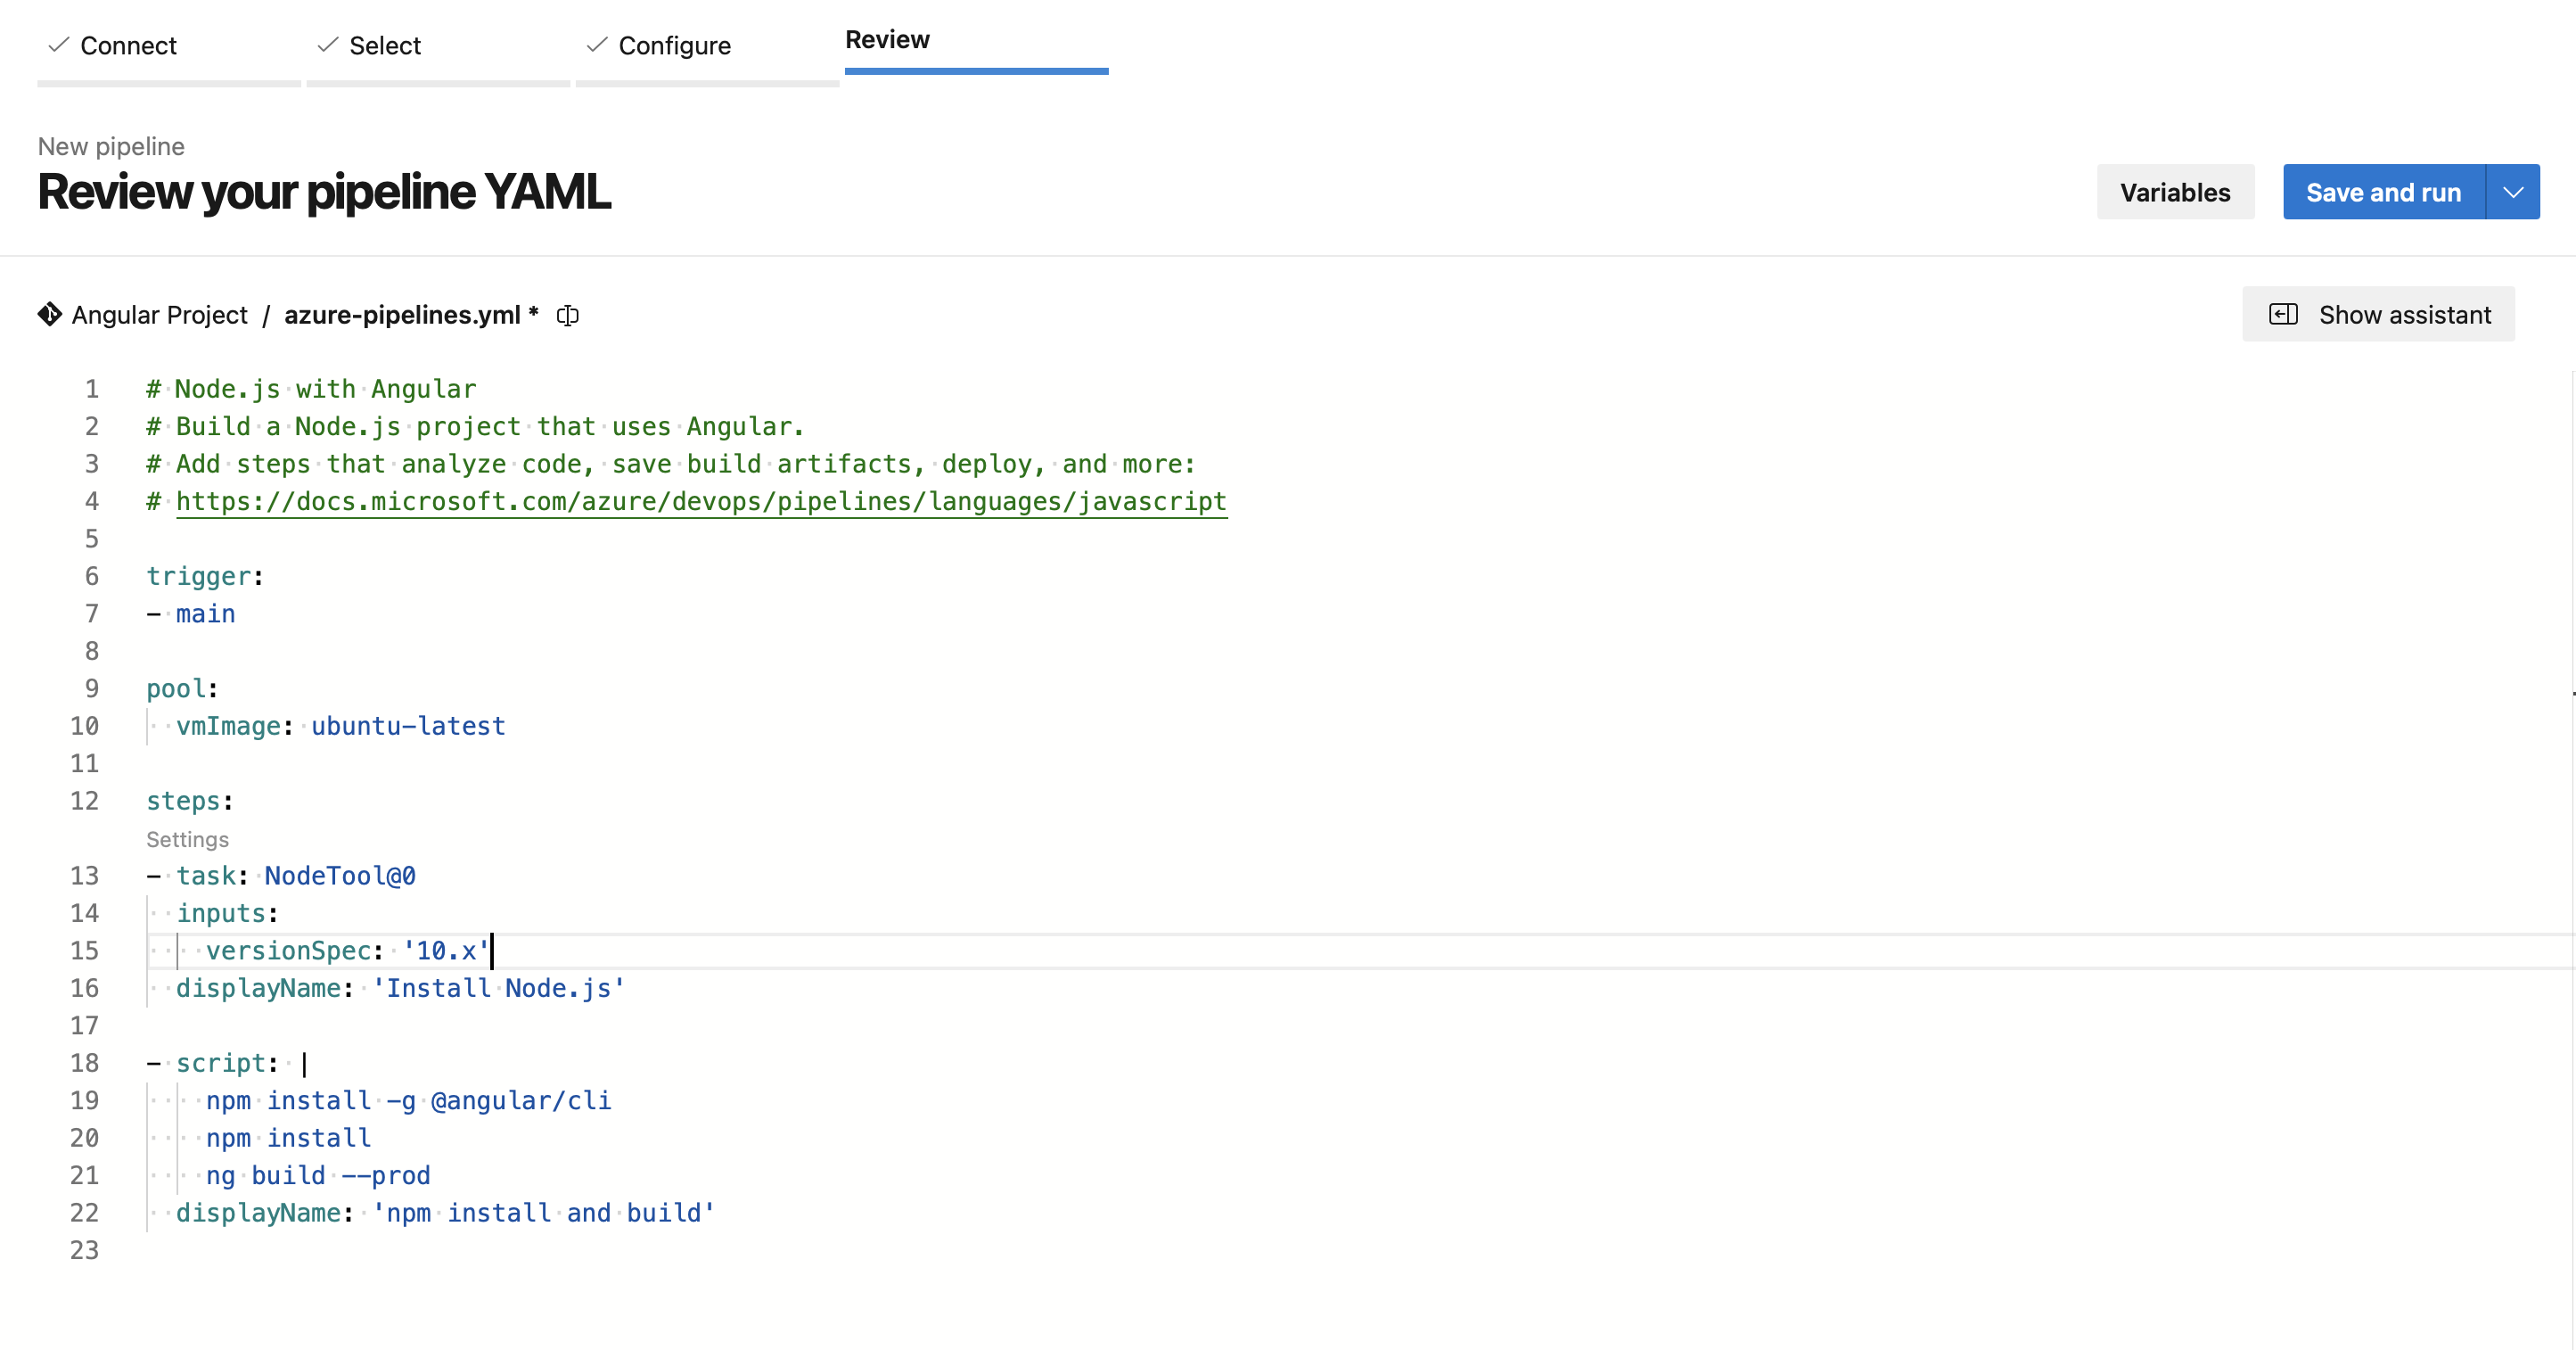 Connect
Select
Configure
Review
New pipeline
Review your pipeline YAML
Variables
Save and run
Angular Project / azure-pipelines.yml *
Show assistant
1 # Node.js with Angular
2 # Build a Node.js project that uses Angular.
3 # Add steps that analyze code, save build artifacts, deploy, and more:
4 # https://docs.microsoft.com/azure/devops/pipelines/languages/javascript
5
6 trigger:
7 - main
8
9 pool:
10   vmImage: ubuntu-latest
11
12 steps:
Settings
13 - task: NodeTool@0
14   inputs:
15     versionSpec: '10.x'
16   displayName: 'Install Node.js'
17
18 - script: |
19     npm install -g @angular/cli
20     npm install
21     ng build --prod
22   displayName: 'npm install and build'
23